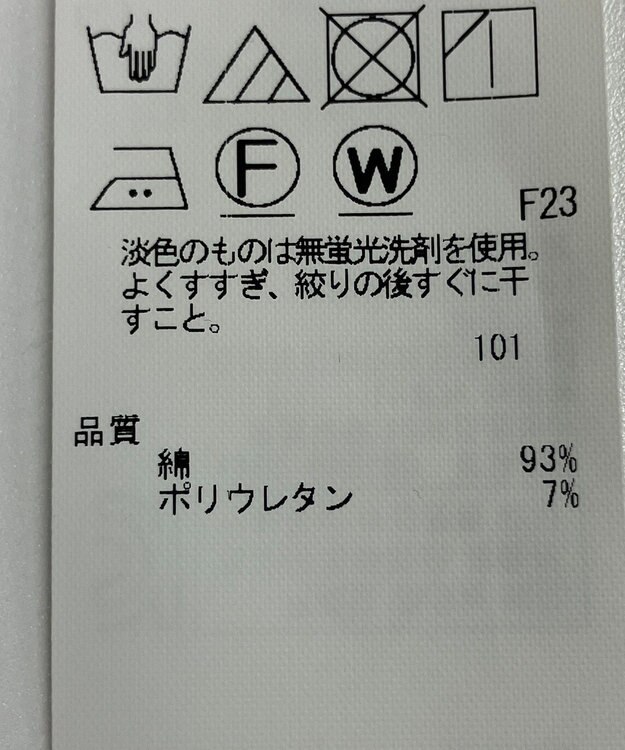 F W
F23
淡色のものは無蛍光洗剤を使用。
よくすすぎ、絞りの後すぐに干
すこと。
101
品質
綿 93%
ポリウレタン 7%